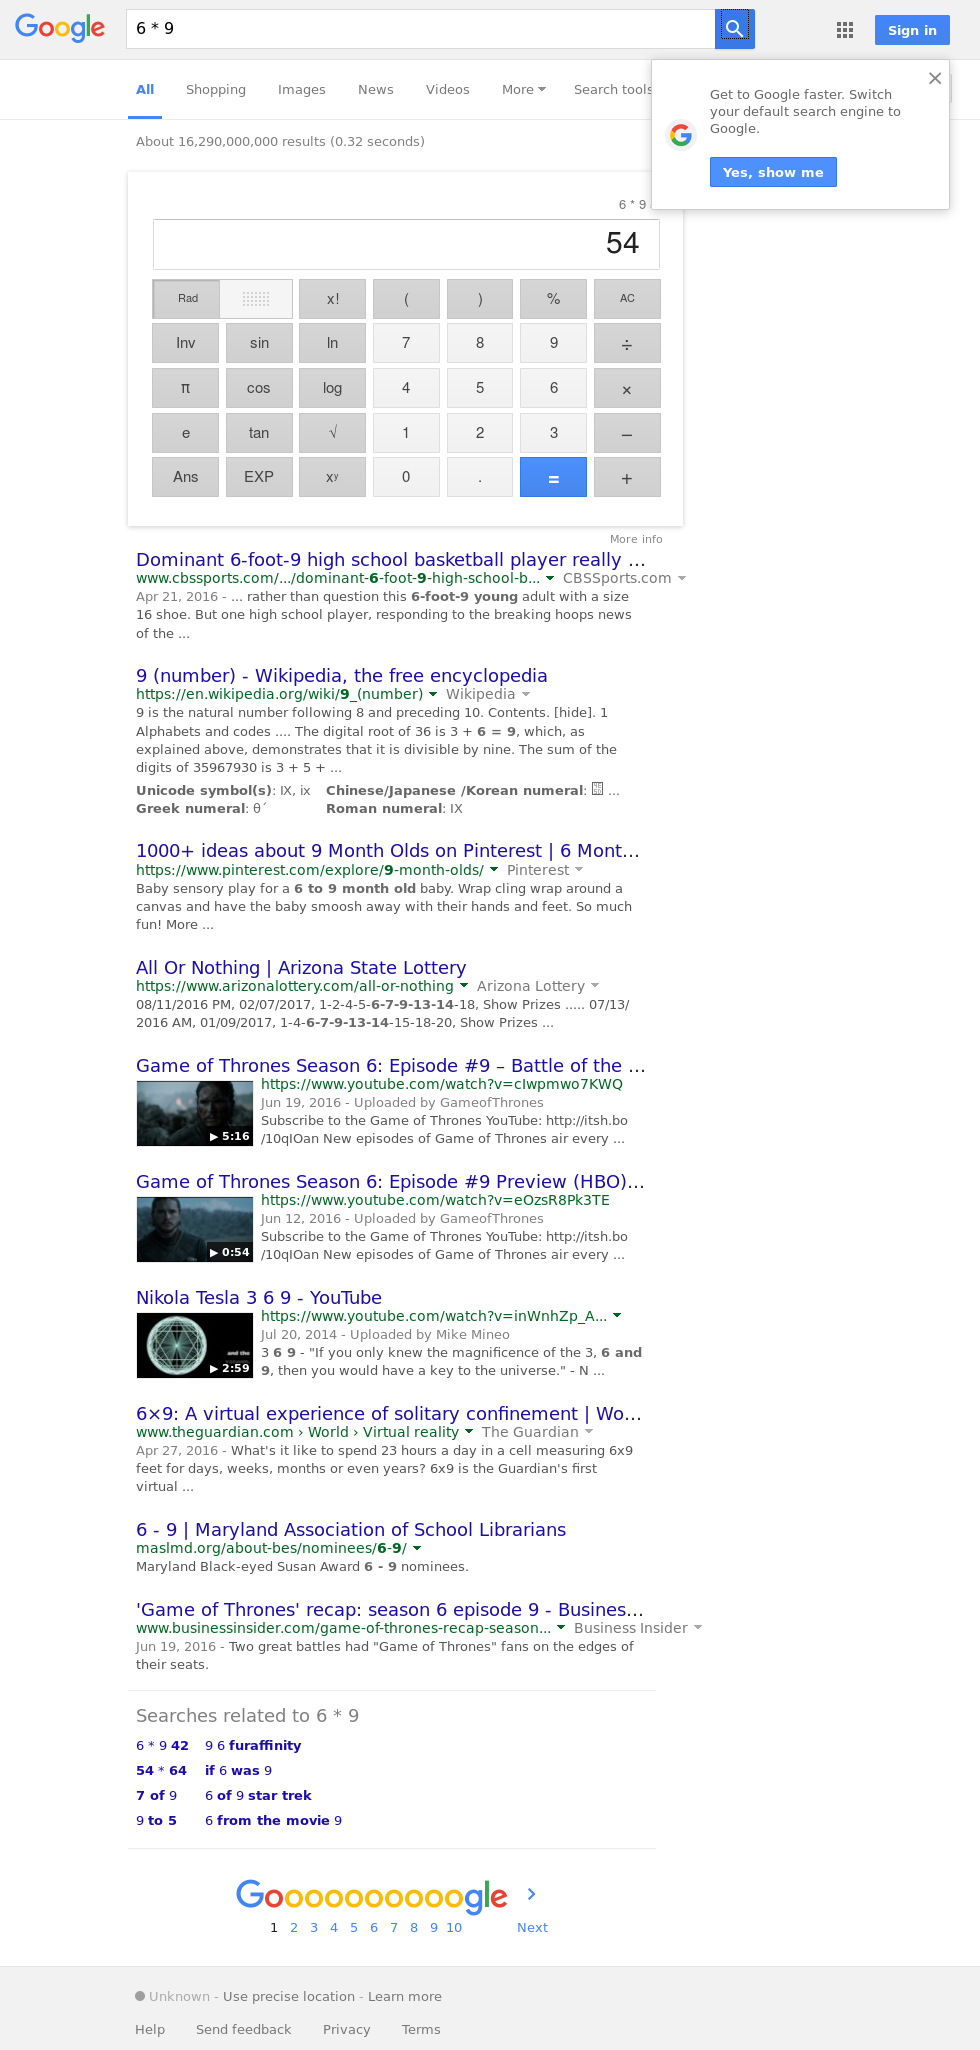 Google
6 * 9
Sign in
All Shopping Images News Videos More Search tools
Get to Google faster. Switch
your default search engine to
Google.
Yes, show me
About 16,290,000,000 results (0.32 seconds)
6 * 9
54
Rad x! ( ) % AC
Inv sin ln 7 8 9 ÷
π cos log 4 5 6 ×
e tan √ 1 2 3 −
Ans EXP xʸ 0 . = +
More info
Dominant 6-foot-9 high school basketball player really ...
www.cbssports.com/.../dominant-6-foot-9-high-school-b... CBSSports.com
Apr 21, 2016 - ... rather than question this 6-foot-9 young adult with a size
16 shoe. But one high school player, responding to the breaking hoops news
of the ...
9 (number) - Wikipedia, the free encyclopedia
https://en.wikipedia.org/wiki/9_(number) Wikipedia
9 is the natural number following 8 and preceding 10. Contents. [hide]. 1
Alphabets and codes .... The digital root of 36 is 3 + 6 = 9, which, as
explained above, demonstrates that it is divisible by nine. The sum of the
digits of 35967930 is 3 + 5 + ...
Unicode symbol(s): Ⅸ, ⅸ Chinese/Japanese /Korean numeral: ...
Greek numeral: θ´ Roman numeral: IX
1000+ ideas about 9 Month Olds on Pinterest | 6 Mont...
https://www.pinterest.com/explore/9-month-olds/ Pinterest
Baby sensory play for a 6 to 9 month old baby. Wrap cling wrap around a
canvas and have the baby smoosh away with their hands and feet. So much
fun! More ...
All Or Nothing | Arizona State Lottery
https://www.arizonalottery.com/all-or-nothing Arizona Lottery
08/11/2016 PM, 02/07/2017, 1-2-4-5-6-7-9-13-14-18, Show Prizes ..... 07/13/
2016 AM, 01/09/2017, 1-4-6-7-9-13-14-15-18-20, Show Prizes ...
Game of Thrones Season 6: Episode #9 – Battle of the ...
https://www.youtube.com/watch?v=cIwpmwo7KWQ
Jun 19, 2016 - Uploaded by GameofThrones
Subscribe to the Game of Thrones YouTube: http://itsh.bo
/10qIOan New episodes of Game of Thrones air every ...
▶ 5:16
Game of Thrones Season 6: Episode #9 Preview (HBO)...
https://www.youtube.com/watch?v=eOzsR8Pk3TE
Jun 12, 2016 - Uploaded by GameofThrones
Subscribe to the Game of Thrones YouTube: http://itsh.bo
/10qIOan New episodes of Game of Thrones air every ...
▶ 0:54
Nikola Tesla 3 6 9 - YouTube
https://www.youtube.com/watch?v=inWnhZp_A...
Jul 20, 2014 - Uploaded by Mike Mineo
3 6 9 - "If you only knew the magnificence of the 3, 6 and
9, then you would have a key to the universe." - N ...
and the
▶ 2:59
6×9: A virtual experience of solitary confinement | Wo...
www.theguardian.com › World › Virtual reality The Guardian
Apr 27, 2016 - What's it like to spend 23 hours a day in a cell measuring 6x9
feet for days, weeks, months or even years? 6x9 is the Guardian's first
virtual ...
6 - 9 | Maryland Association of School Librarians
maslmd.org/about-bes/nominees/6-9/
Maryland Black-eyed Susan Award 6 - 9 nominees.
'Game of Thrones' recap: season 6 episode 9 - Busines...
www.businessinsider.com/game-of-thrones-recap-season... Business Insider
Jun 19, 2016 - Two great battles had "Game of Thrones" fans on the edges of
their seats.
Searches related to 6 * 9
6 * 9 42 9 6 furaffinity
54 * 64 if 6 was 9
7 of 9 6 of 9 star trek
9 to 5 6 from the movie 9
Goooooooooogle
1 2 3 4 5 6 7 8 9 10 Next
Unknown - Use precise location - Learn more
Help Send feedback Privacy Terms